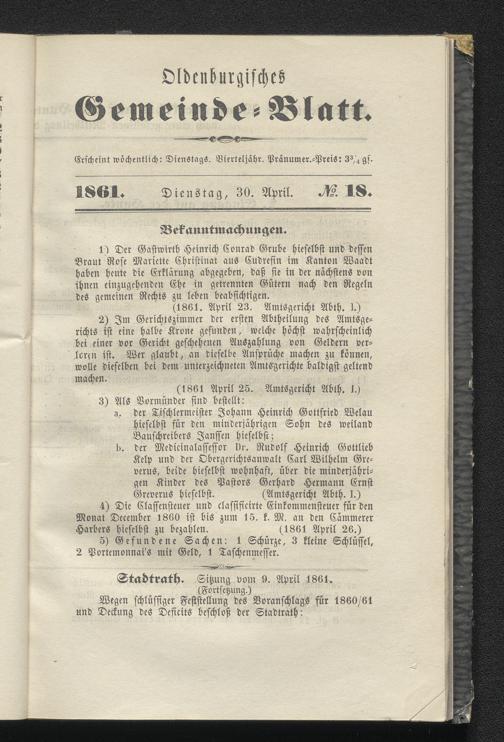 Oldenburgisches
Gemeinde-Blatt.
Erscheint wöchentlich: Dienstags. Vierteljähr. Pränumer.-Preis: 3¾ gs.
1861. Dienstag, 30. April. № 18.
Bekanntmachungen.
1) Der Gastwirth Heinrich Conrad Grube hieselbst und dessen
Braut Rose Mariette Christinat aus Cudrefin im Kanton Waadt
haben heute die Erklärung abgegeben, daß sie in der nächstens von
ihnen einzugehenden Ehe in getrennten Gütern nach den Regeln
des gemeinen Rechts zu leben beabsichtigen.
(1861. April 23. Amtsgericht Abth. I.)
2) Im Gerichtszimmer der ersten Abtheilung des Amtsge-
richts ist eine halbe Krone gefunden, welche höchst wahrscheinlich
bei einer vor Gericht geschehenen Auszahlung von Geldern ver-
loren ist. Wer glaubt, an dieselbe Ansprüche machen zu können,
wolle dieselben bei dem unterzeichneten Amtsgerichte baldigst geltend
machen.
(1861 April 25. Amtsgericht Abth. I.)
3) Als Vormünder sind bestellt:
a. der Tischlermeister Johann Heinrich Gottfried Welau
hieselbst für den minderjährigen Sohn des weiland
Bauschreibers Janssen hieselbst;
b. der Medicinalassessor Dr. Rudolf Heinrich Gottlieb
Kelp und der Obergerichtsanwalt Carl Wilhelm Gre-
verus, beide hieselbst wohnhaft, über die minderjähri-
gen Kinder des Pastors Gerhard Hermann Ernst
Greverus hieselbst. (Amtsgericht Abth. I.)
4) Die Classensteuer und classificirte Einkommensteuer für den
Monat December 1860 ist bis zum 15. k. M. an den Cämmerer
Harbers hieselbst zu bezahlen. (1861 April 26.)
5) Gefundene Sachen: 1 Schürze, 3 kleine Schlüssel,
2 Portemonnai's mit Geld, 1 Taschenmesser.
Stadtrath. Sitzung vom 9. April 1861.
(Fortsetzung.)
Wegen schlüssiger Feststellung des Voranschlags für 1860/61
und Deckung des Deficits beschloß der Stadtrath: